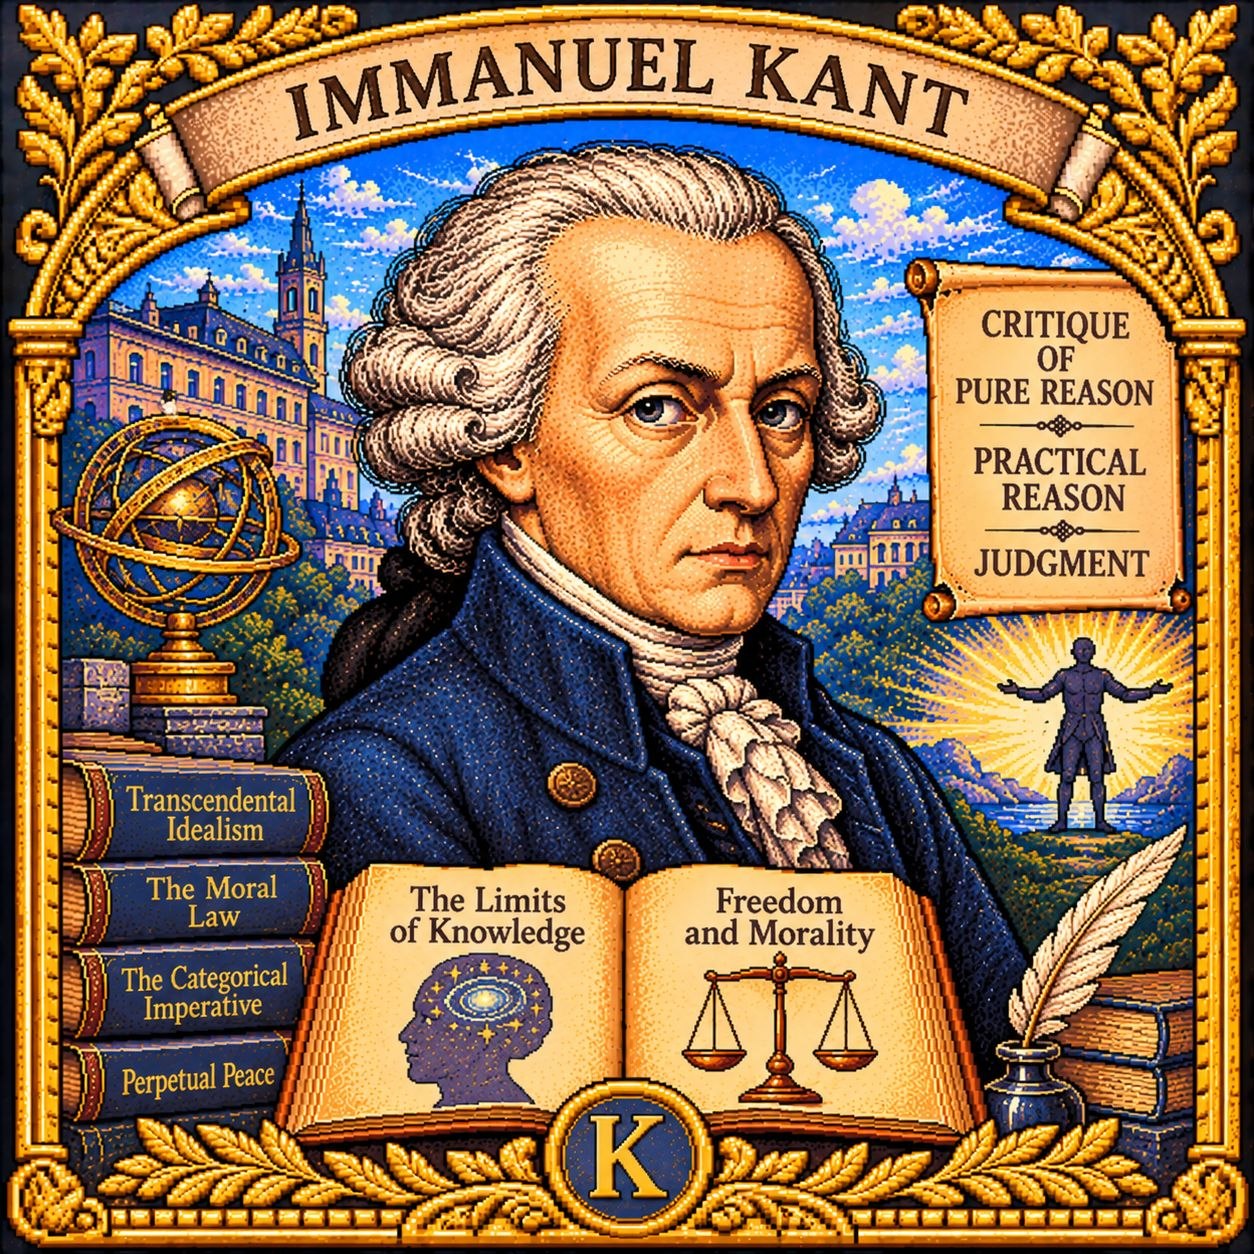 IMMANUEL KANT
CRITIQUE
OF
PURE REASON
PRACTICAL
REASON
JUDGMENT
Transcendental
Idealism
The Moral
Law
The Categorical
Imperative
Perpetual Peace
The Limits
of Knowledge
Freedom
and Morality
K